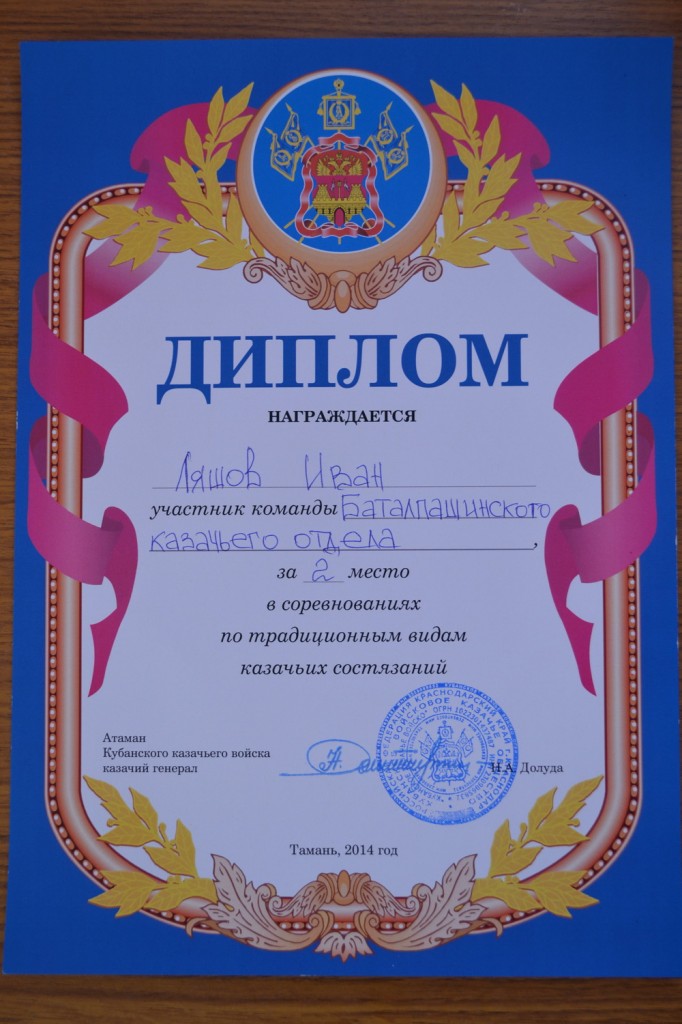 ДИПЛОМ
НАГРАЖДАЕТСЯ
Ляшов Иван
участник команды Баталпашинского
казачьего отдела,
за 2 место
в соревнованиях
по традиционным видам
казачьих состязаний
Атаман
Кубанского казачьего войска
казачий генерал
Н.А. Долуда
Тамань, 2014 год